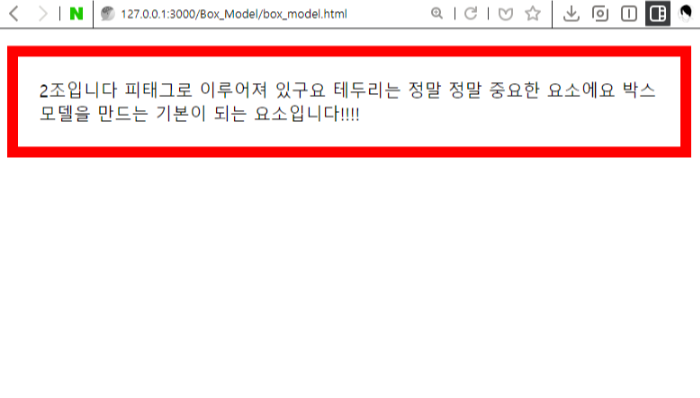 N 127.0.0.1:3000/Box_Model/box_model.html
2조입니다 피태그로 이루어져 있구요 테두리는 정말 정말 중요한 요소에요 박스
모델을 만드는 기본이 되는 요소입니다!!!!